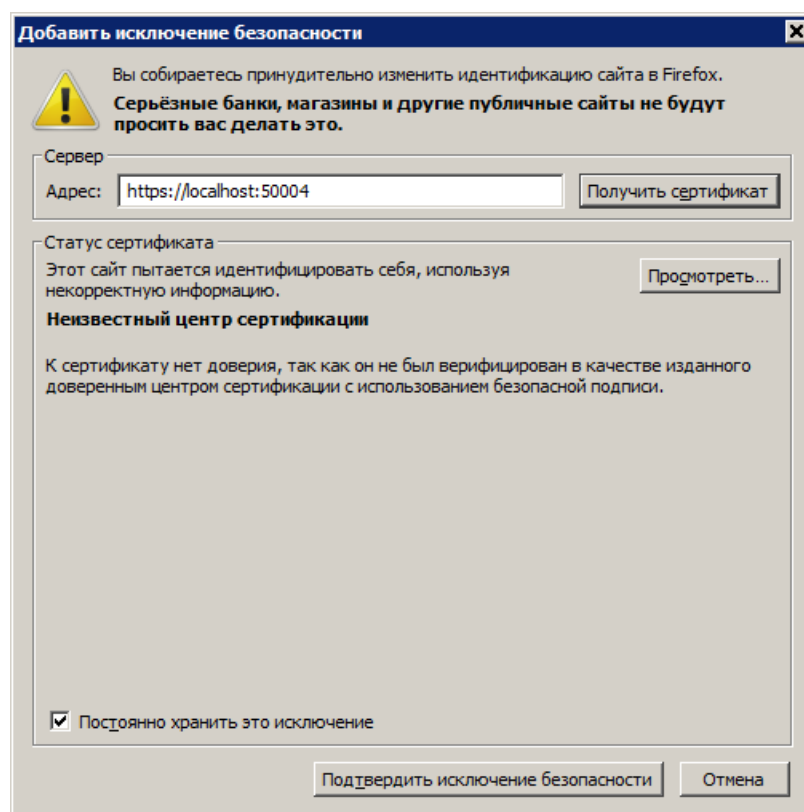 Добавить исключение безопасности
Вы собираетесь принудительно изменить идентификацию сайта в Firefox.
Серьёзные банки, магазины и другие публичные сайты не будут
просить вас делать это.
Сервер
Адрес: https://localhost:50004 Получить сертификат
Статус сертификата
Этот сайт пытается идентифицировать себя, используя
некорректную информацию.
Просмотреть...
Неизвестный центр сертификации
К сертификату нет доверия, так как он не был верифицирован в качестве изданного
доверенным центром сертификации с использованием безопасной подписи.
Постоянно хранить это исключение
Подтвердить исключение безопасности Отмена